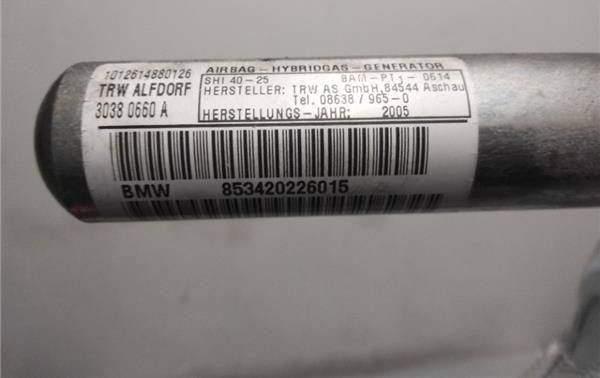 1012614880126
TRW ALFDORF
3038 0660 A
AIRBAG-HYBRIDGAS-GENERATOR
SHI 40-25 BAM-PT1-0614
HERSTELLER: TRW AS GmbH,84544 Aschau
Tel. 08638 / 965-0
HERSTELLUNGS-JAHR: 2005
BMW 853420226015